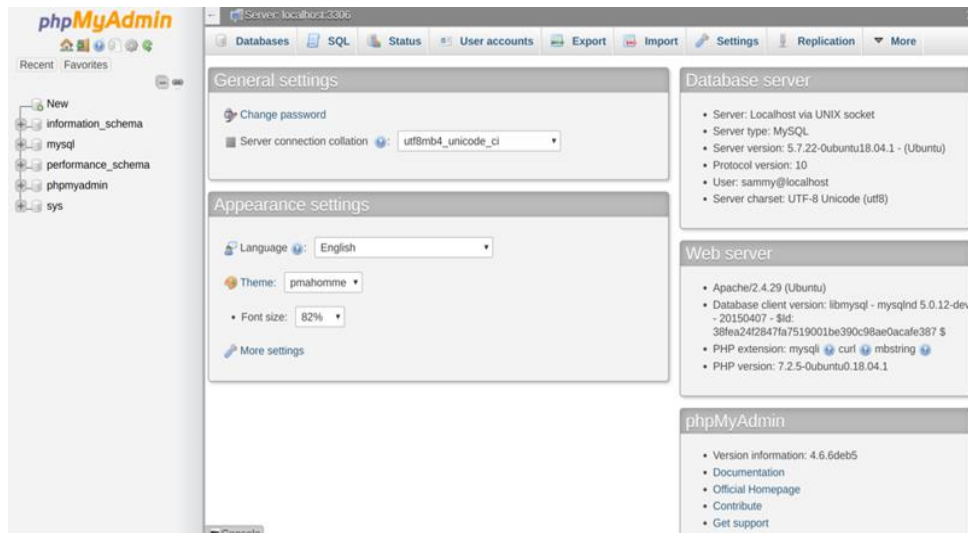 phpMyAdmin
Recent Favorites
New
information_schema
mysql
performance_schema
phpmyadmin
sys
Server: localhost:3306
Databases SQL Status User accounts Export Import Settings Replication More
General settings
Change password
Server connection collation : utf8mb4_unicode_ci
Appearance settings
Language : English
Theme: pmahomme
Font size: 82%
More settings
Database server
Server: Localhost via UNIX socket
Server type: MySQL
Server version: 5.7.22-0ubuntu18.04.1 - (Ubuntu)
Protocol version: 10
User: sammy@localhost
Server charset: UTF-8 Unicode (utf8)
Web server
Apache/2.4.29 (Ubuntu)
Database client version: libmysql - mysqlnd 5.0.12-dev
- 20150407 - $Id:
38fea24f2847fa7519001be390c98ae0acafe387 $
PHP extension: mysqli curl mbstring
PHP version: 7.2.5-0ubuntu0.18.04.1
phpMyAdmin
Version information: 4.6.6deb5
Documentation
Official Homepage
Contribute
Get support
Console